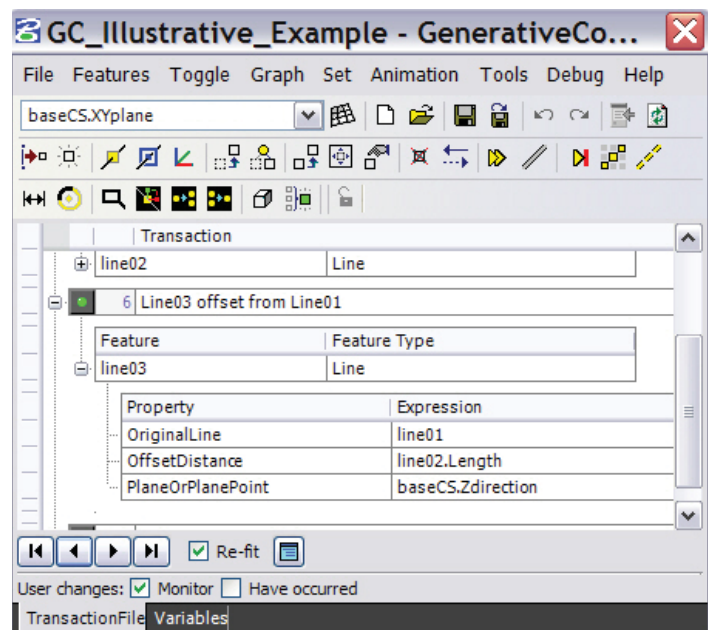 GC_Illustrative_Example - GenerativeCo...
File Features Toggle Graph Set Animation Tools Debug Help
baseCS.XYplane
Transaction
line02 Line
6 Line03 offset from Line01
Feature Feature Type
line03 Line
Property Expression
OriginalLine line01
OffsetDistance line02.Length
PlaneOrPlanePoint baseCS.Zdirection
Re-fit
User changes: Monitor Have occurred
TransactionFile Variables